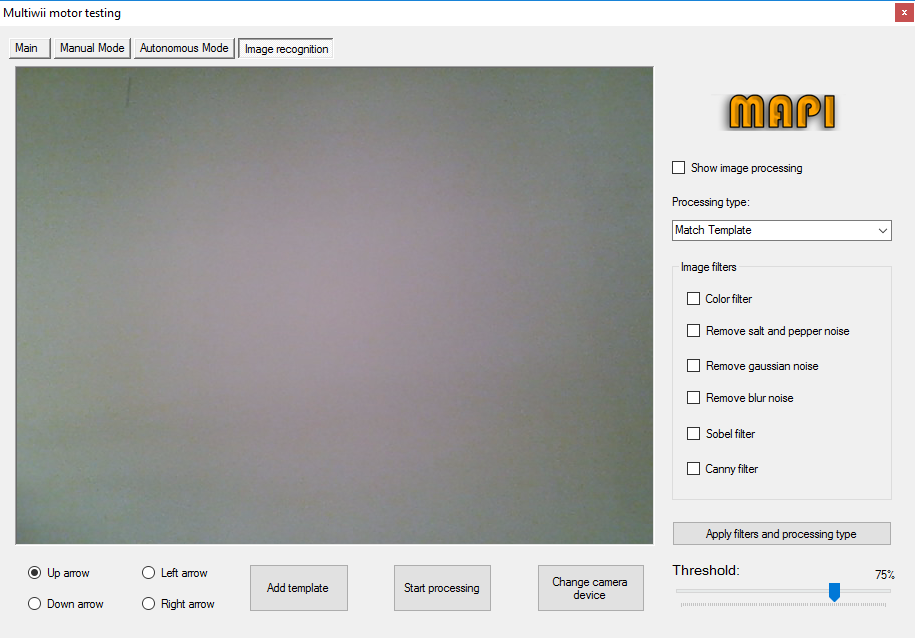 Multiwii motor testing
x
Main
Manual Mode
Autonomous Mode
Image recognition
MAPI
Show image processing
Processing type:
Match Template
Image filters
Color filter
Remove salt and pepper noise
Remove gaussian noise
Remove blur noise
Sobel filter
Canny filter
Apply filters and processing type
Threshold:
75%
Up arrow
Left arrow
Down arrow
Right arrow
Add template
Start processing
Change camera
device